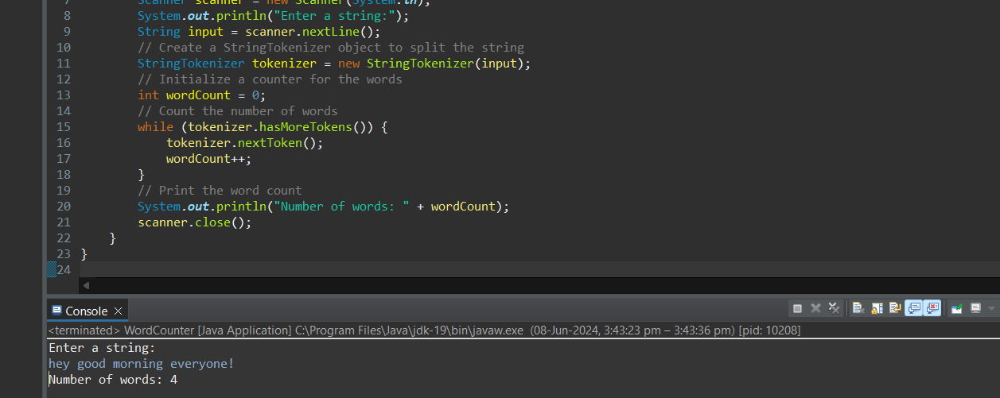 7 Scanner scanner = new Scanner(System.in);
8 System.out.println("Enter a string:");
9 String input = scanner.nextLine();
10 // Create a StringTokenizer object to split the string
11 StringTokenizer tokenizer = new StringTokenizer(input);
12 // Initialize a counter for the words
13 int wordCount = 0;
14 // Count the number of words
15 while (tokenizer.hasMoreTokens()) {
16 tokenizer.nextToken();
17 wordCount++;
18 }
19 // Print the word count
20 System.out.println("Number of words: " + wordCount);
21 scanner.close();
22 }
23 }
24
Console
<terminated> WordCounter [Java Application] C:\Program Files\Java\jdk-19\bin\javaw.exe (08-Jun-2024, 3:43:23 pm – 3:43:36 pm) [pid: 10208]
Enter a string:
hey good morning everyone!
Number of words: 4